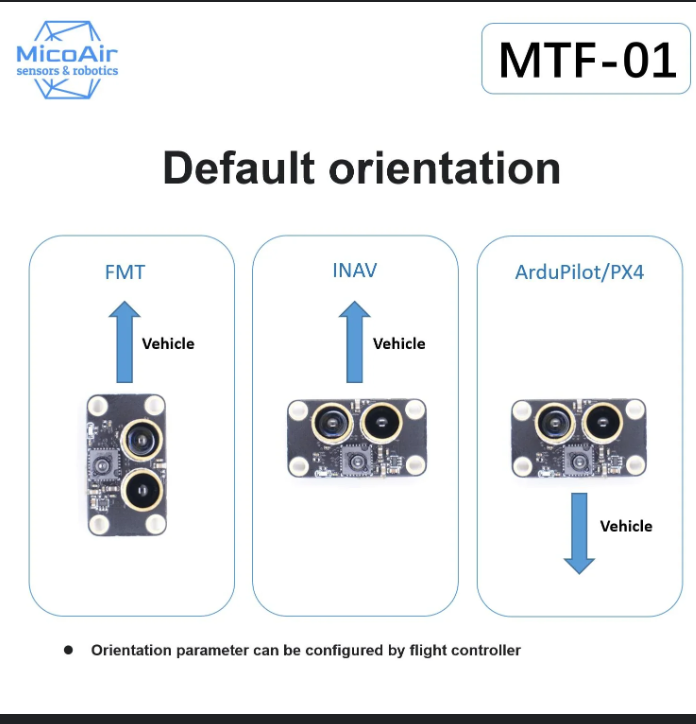 MicoAir
sensors & robotics
MTF-01
Default orientation
FMT
Vehicle
INAV
Vehicle
ArduPilot/PX4
Vehicle
● Orientation parameter can be configured by flight controller